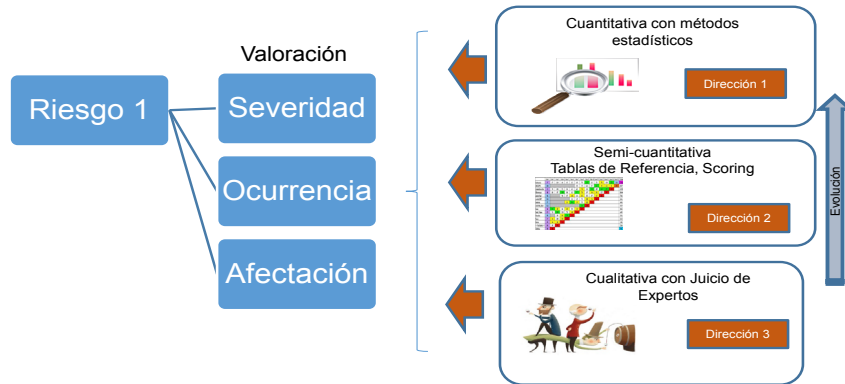 Valoración
Riesgo 1
Severidad
Ocurrencia
Afectación
Cuantitativa con métodos
estadísticos
Dirección 1
Semi-cuantitativa
Tablas de Referencia, Scoring
Dirección 2
Cualitativa con Juicio de
Expertos
Dirección 3
Evolución